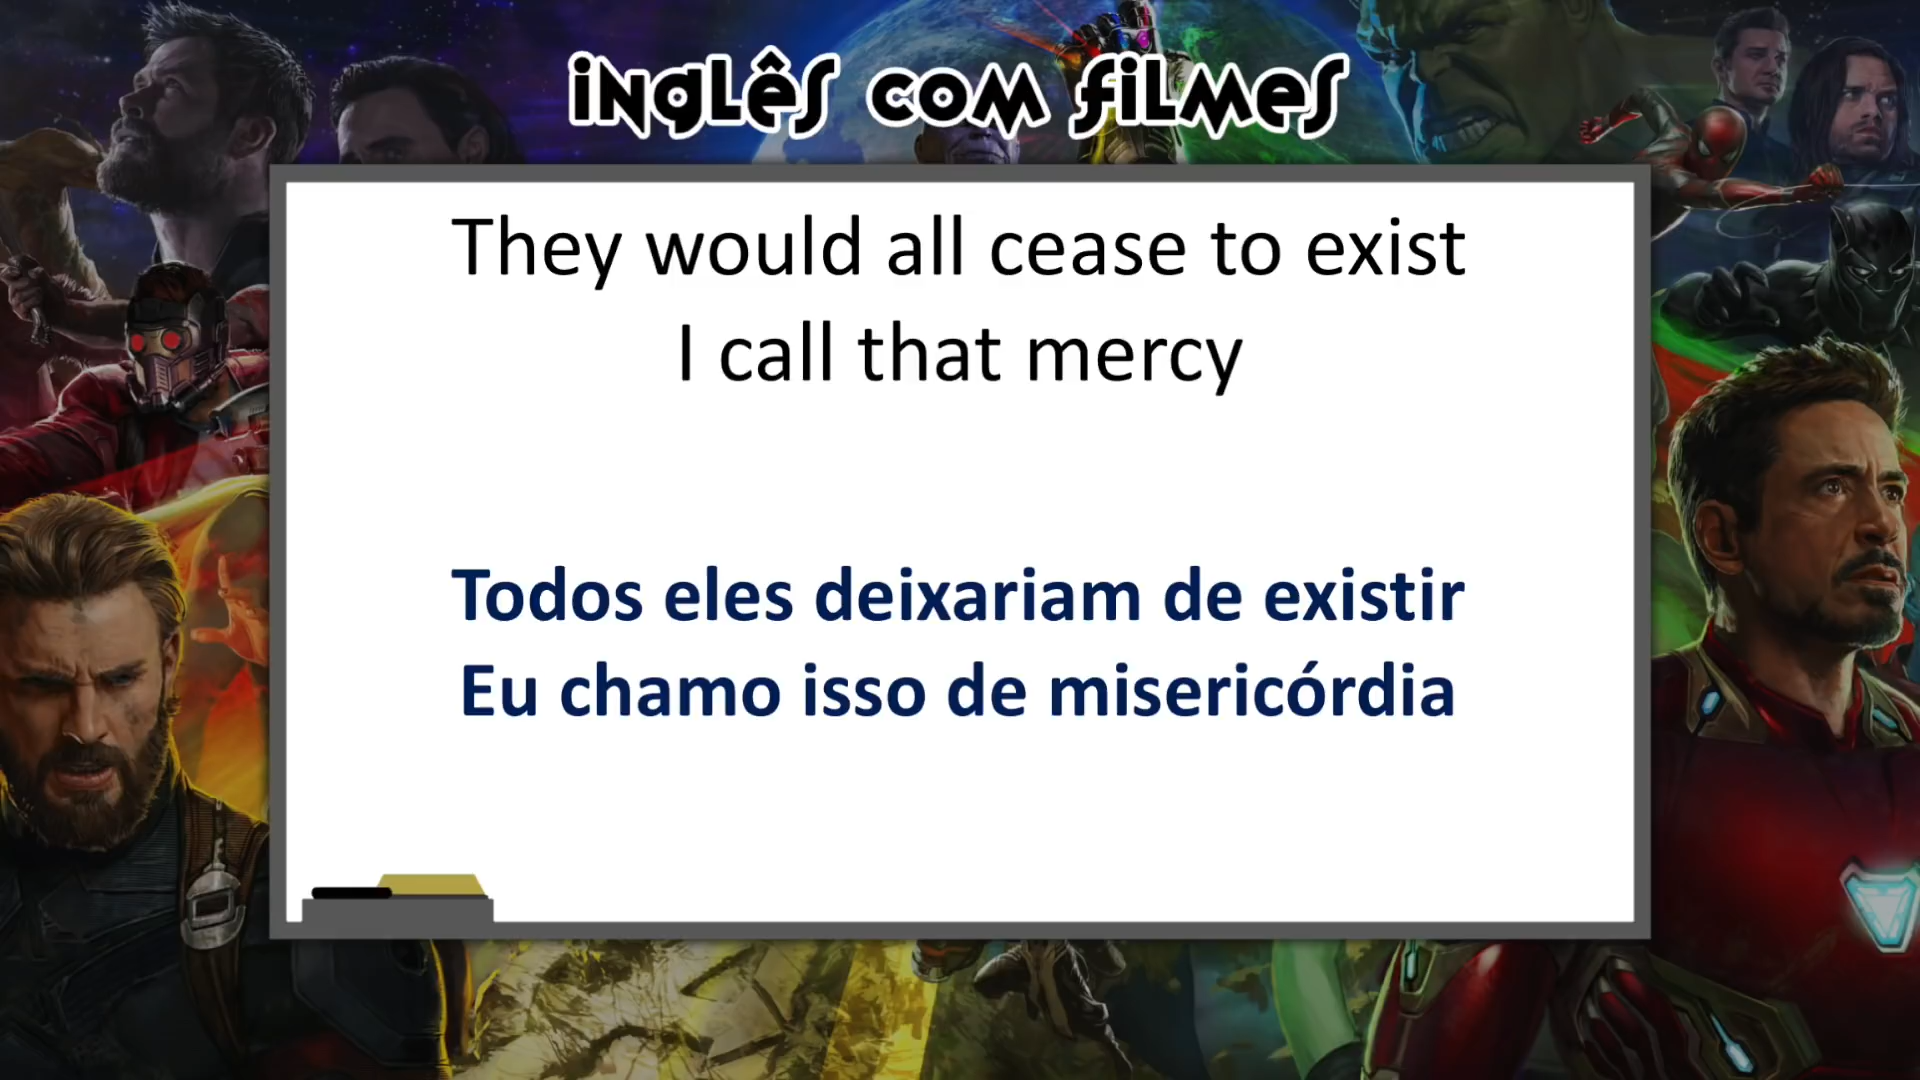 inglês com filmes
They would all cease to exist
I call that mercy
Todos eles deixariam de existir
Eu chamo isso de misericórdia